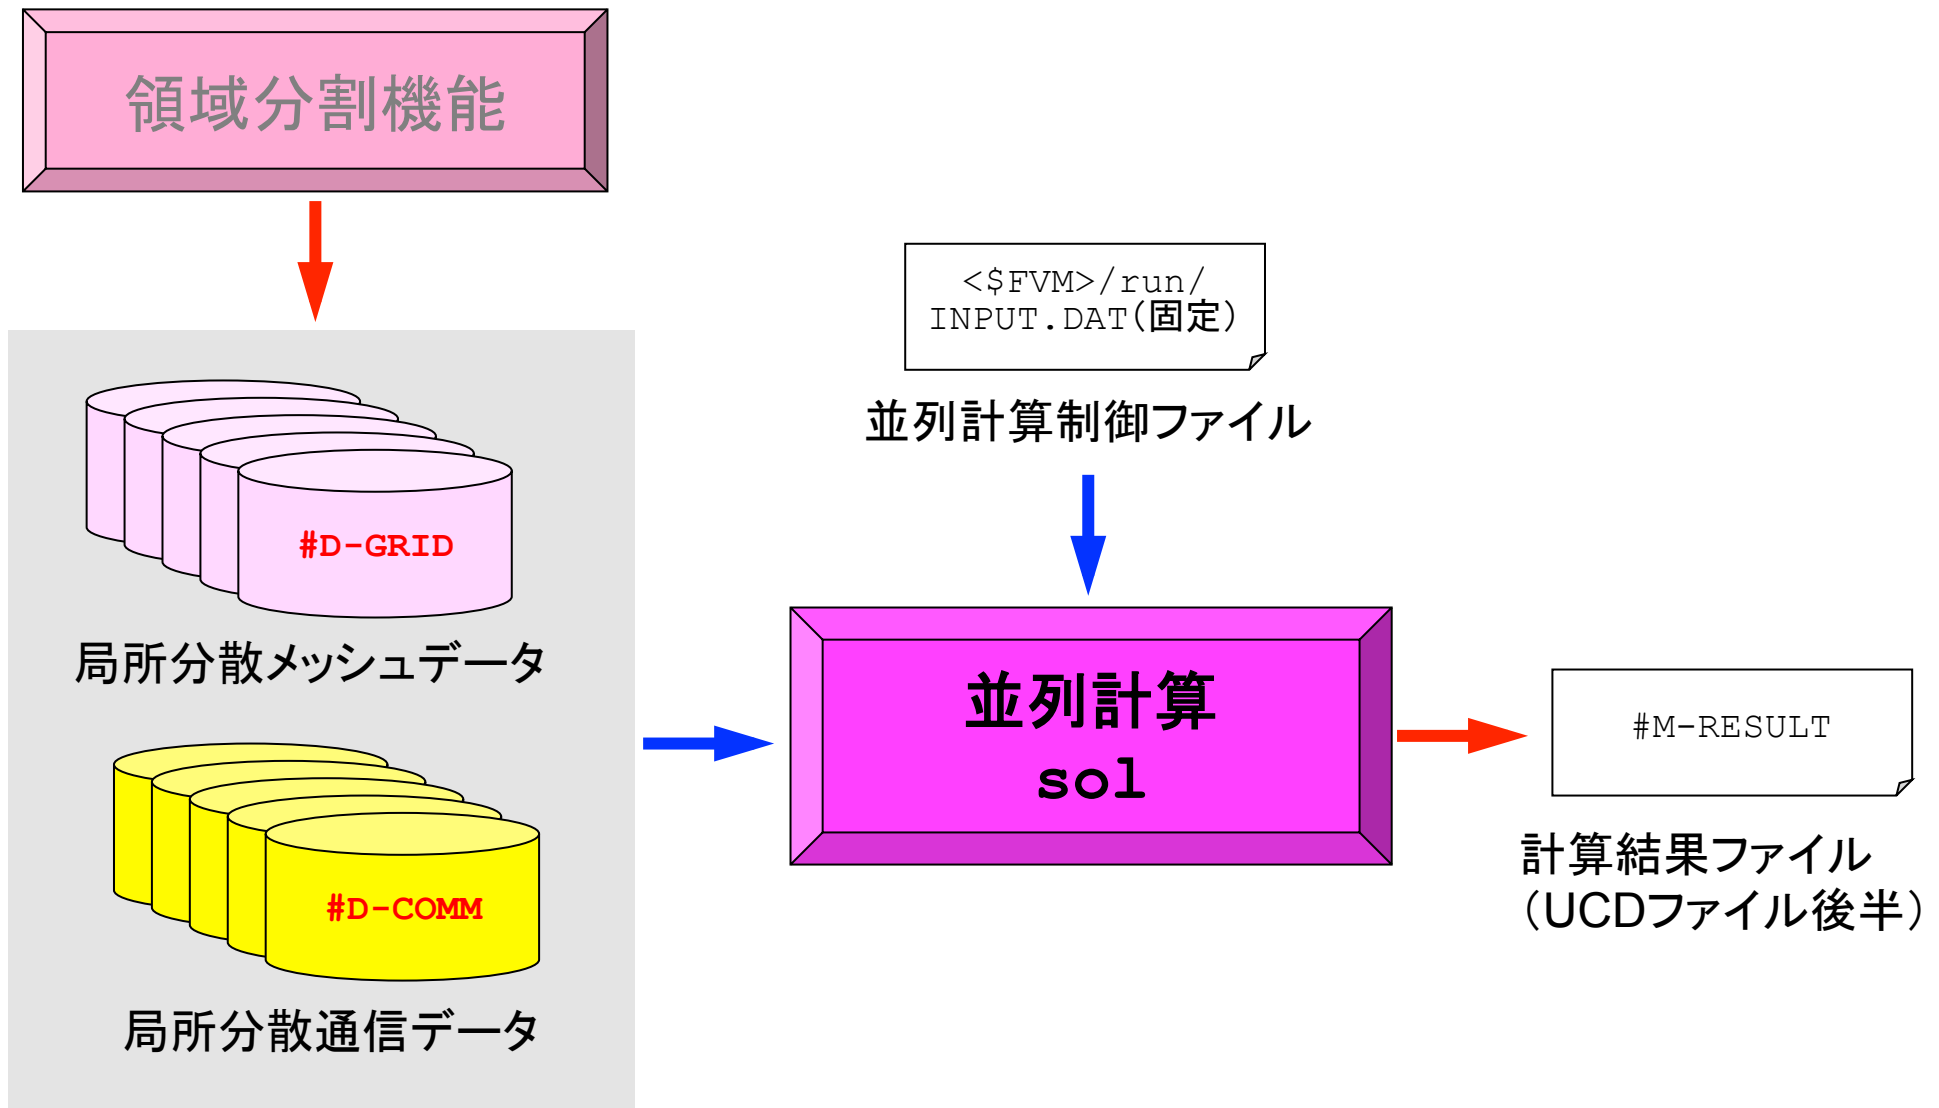 領域分割機能
<$FVM>/run/
INPUT.DAT(固定)
並列計算制御ファイル
#D-GRID
局所分散メッシュデータ
#D-COMM
局所分散通信データ
並列計算
sol
#M-RESULT
計算結果ファイル
（UCDファイル後半）